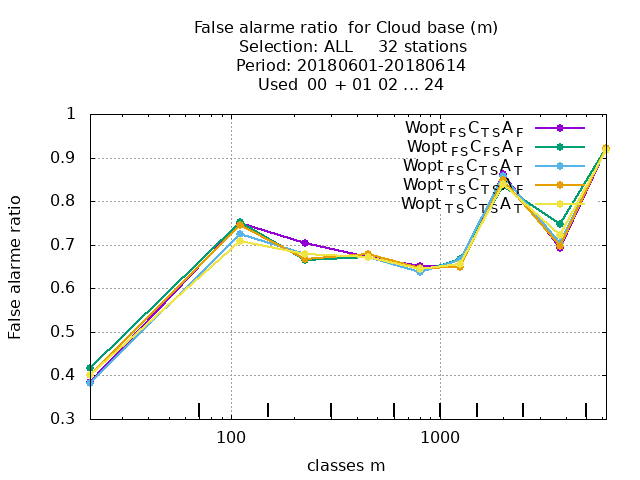 False alarme ratio  for Cloud base (m)
Selection: ALL     32 stations
Period: 20180601-20180614
Used  00 + 01 02 ... 24
1
0.9
0.8
0.7
0.6
0.5
0.4
0.3
False alarme ratio
Wopt FS C TS A F
Wopt FS C FS A F
Wopt FS C TS A T
Wopt TS C TS A F
Wopt TS C TS A T
100 1000
classes m